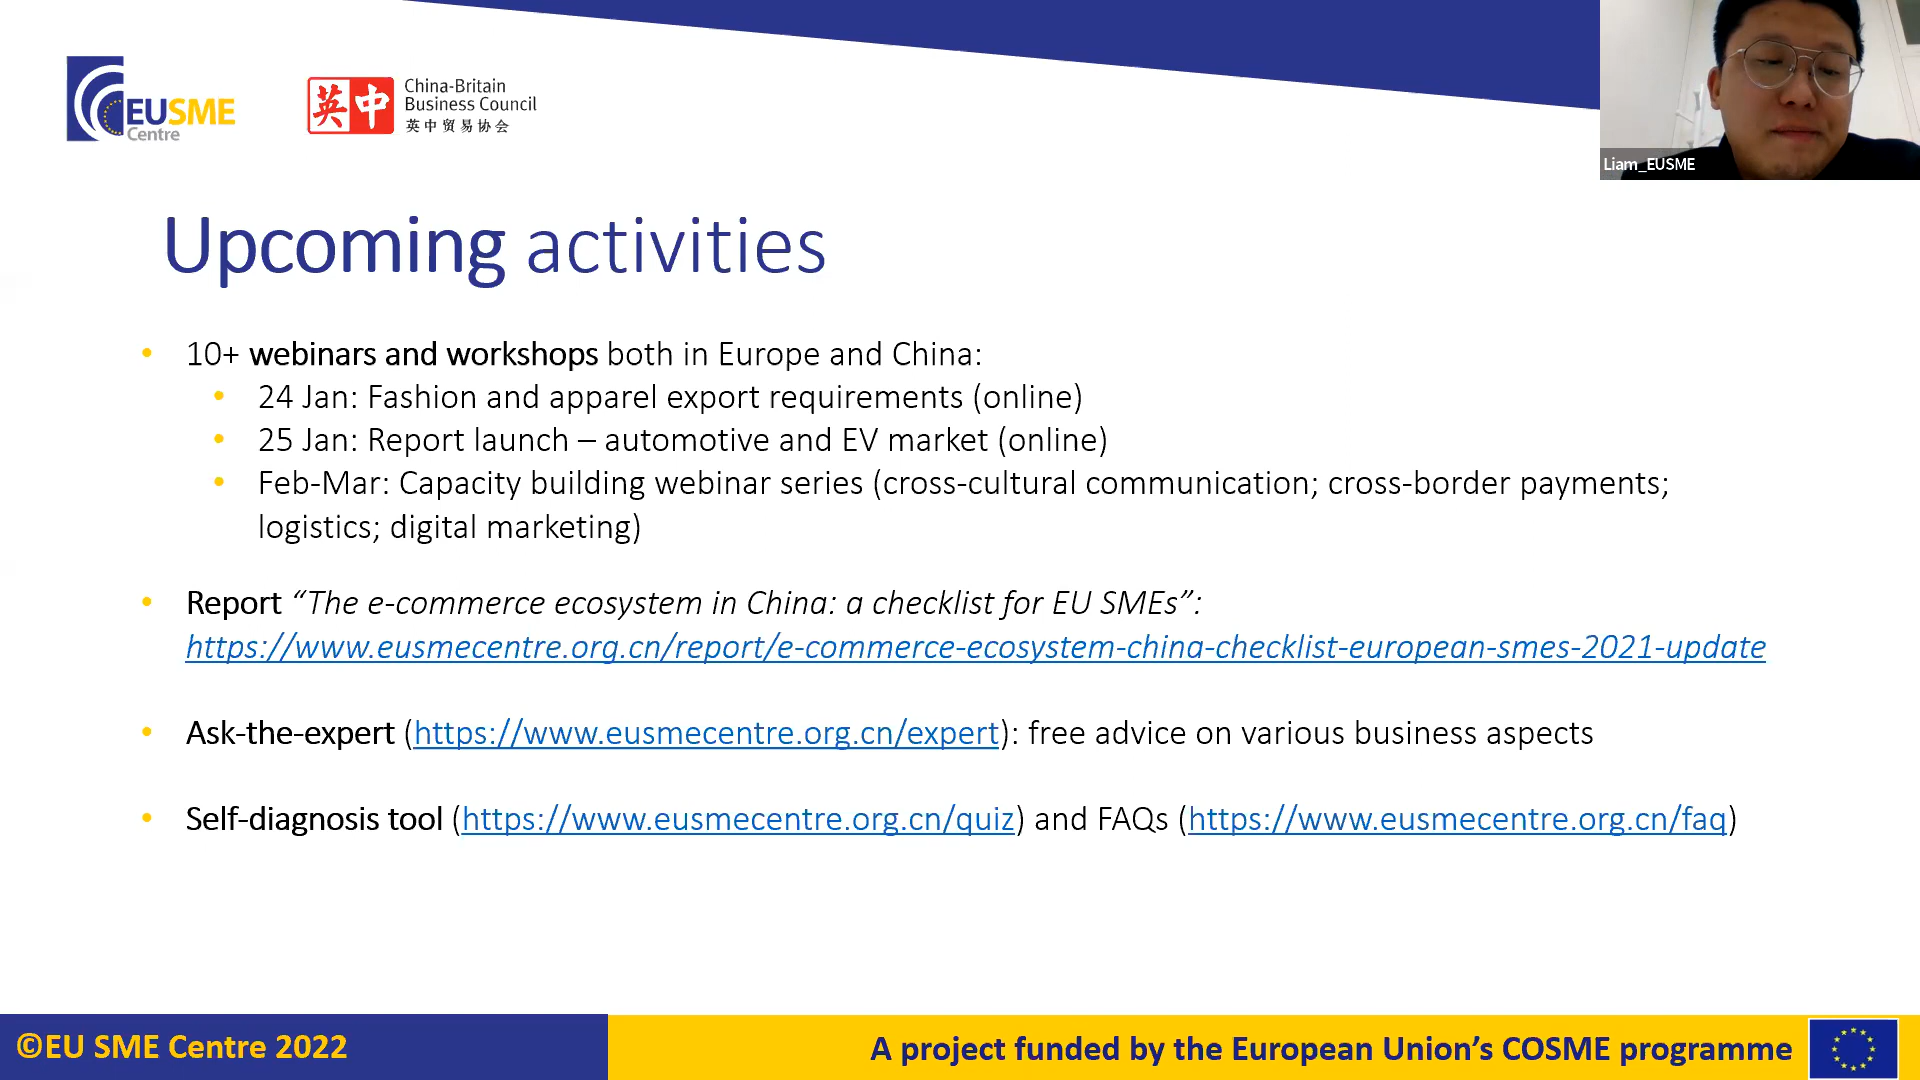 EUSME
Centre
英中
China-Britain
Business Council
英中贸易协会
Liam_EUSME
Upcoming activities
• 10+ webinars and workshops both in Europe and China:
• 24 Jan: Fashion and apparel export requirements (online)
• 25 Jan: Report launch – automotive and EV market (online)
• Feb-Mar: Capacity building webinar series (cross-cultural communication; cross-border payments;
logistics; digital marketing)
• Report “The e-commerce ecosystem in China: a checklist for EU SMEs”:
https://www.eusmecentre.org.cn/report/e-commerce-ecosystem-china-checklist-european-smes-2021-update
• Ask-the-expert (https://www.eusmecentre.org.cn/expert): free advice on various business aspects
• Self-diagnosis tool (https://www.eusmecentre.org.cn/quiz) and FAQs (https://www.eusmecentre.org.cn/faq)
©EU SME Centre 2022
A project funded by the European Union’s COSME programme